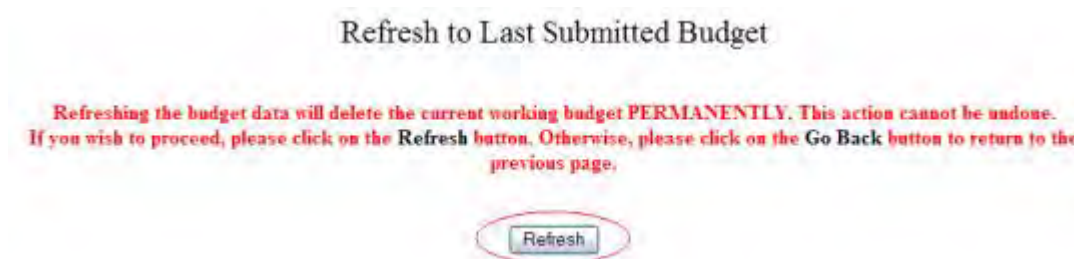 Refresh to Last Submitted Budget
Refreshing the budget data will delete the current working budget PERMANENTLY. This action cannot be undone.
If you wish to proceed, please click on the Refresh button. Otherwise, please click on the Go Back button to return to the
previous page.
Refresh